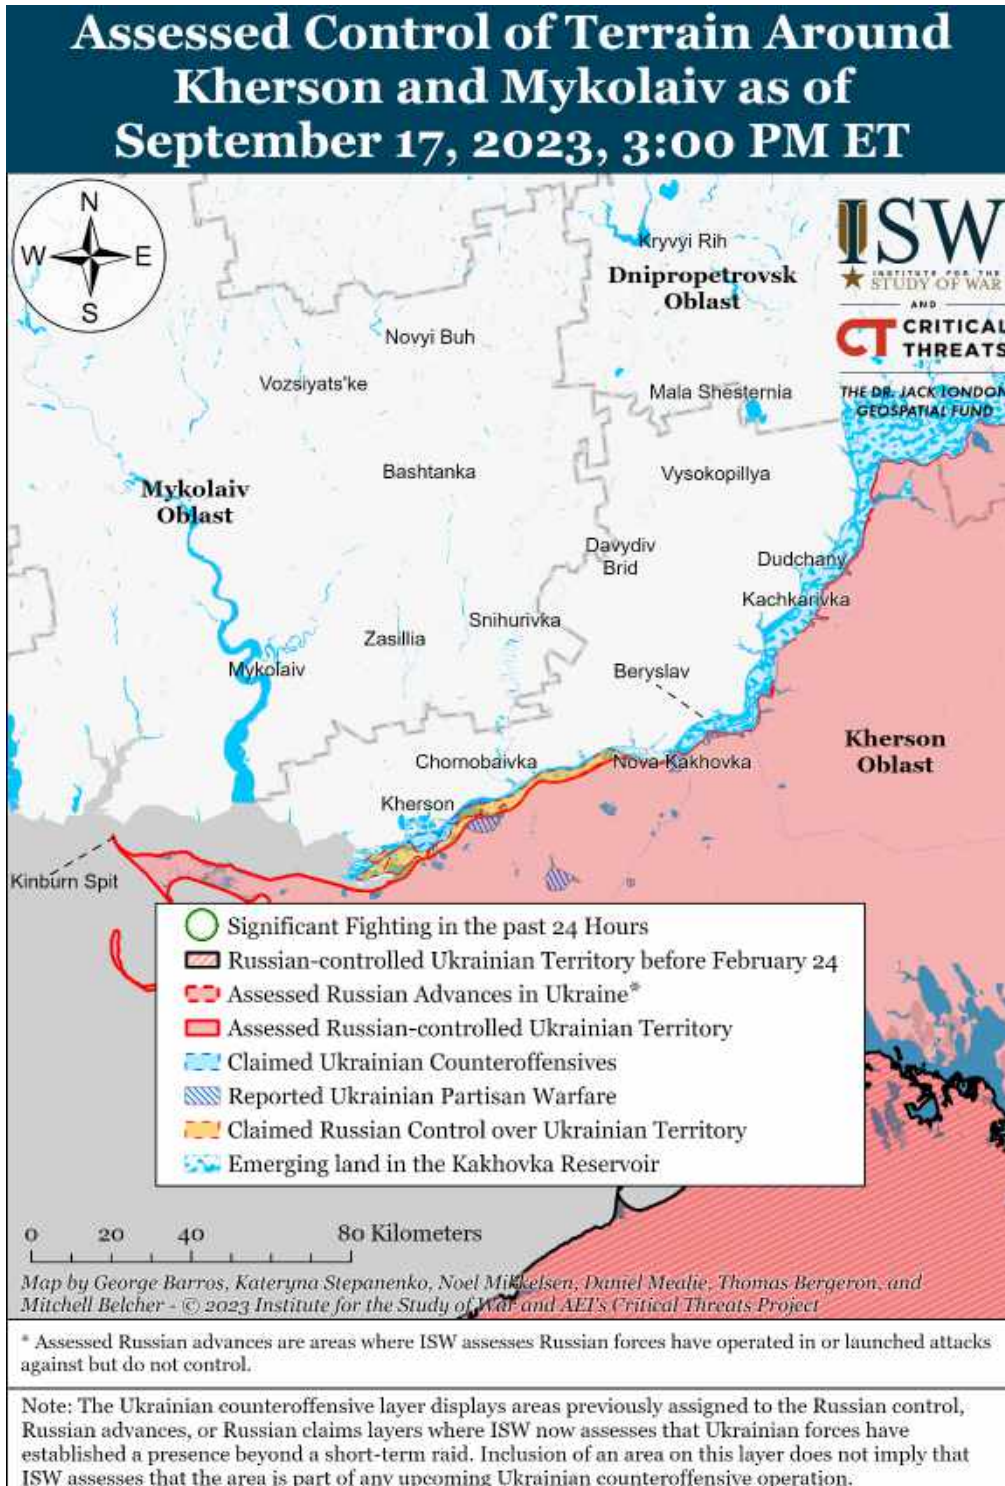 Assessed Control of Terrain Around
Kherson and Mykolaiv as of
September 17, 2023, 3:00 PM ET
N
W E
S
ISW
INSTITUTE FOR THE
STUDY OF WAR
AND
CT CRITICAL
THREATS
THE DR. JACK LONDON
GEOSPATIAL FUND
Kryvyi Rih
Dnipropetrovsk
Oblast
Novyi Buh
Vozsiyats'ke
Mala Shesternia
Bashtanka
Vysokopillya
Mykolaiv
Oblast
Davydiv
Brid
Dudchany
Kachkarivka
Snihurivka
Zasillia
Mykolaiv
Beryslav
Kherson
Oblast
Chornobaivka
Nova Kakhovka
Kherson
Kinburn Spit
Significant Fighting in the past 24 Hours
Russian-controlled Ukrainian Territory before February 24
Assessed Russian Advances in Ukraine*
Assessed Russian-controlled Ukrainian Territory
Claimed Ukrainian Counteroffensives
Reported Ukrainian Partisan Warfare
Claimed Russian Control over Ukrainian Territory
Emerging land in the Kakhovka Reservoir
0 20 40 80 Kilometers
Map by George Barros, Kateryna Stepanenko, Noel Mikkelsen, Daniel Mealie, Thomas Bergeron, and
Mitchell Belcher - © 2023 Institute for the Study of War and AEI's Critical Threats Project
* Assessed Russian advances are areas where ISW assesses Russian forces have operated in or launched attacks
against but do not control.
Note: The Ukrainian counteroffensive layer displays areas previously assigned to the Russian control,
Russian advances, or Russian claims layers where ISW now assesses that Ukrainian forces have
established a presence beyond a short-term raid. Inclusion of an area on this layer does not imply that
ISW assesses that the area is part of any upcoming Ukrainian counteroffensive operation.